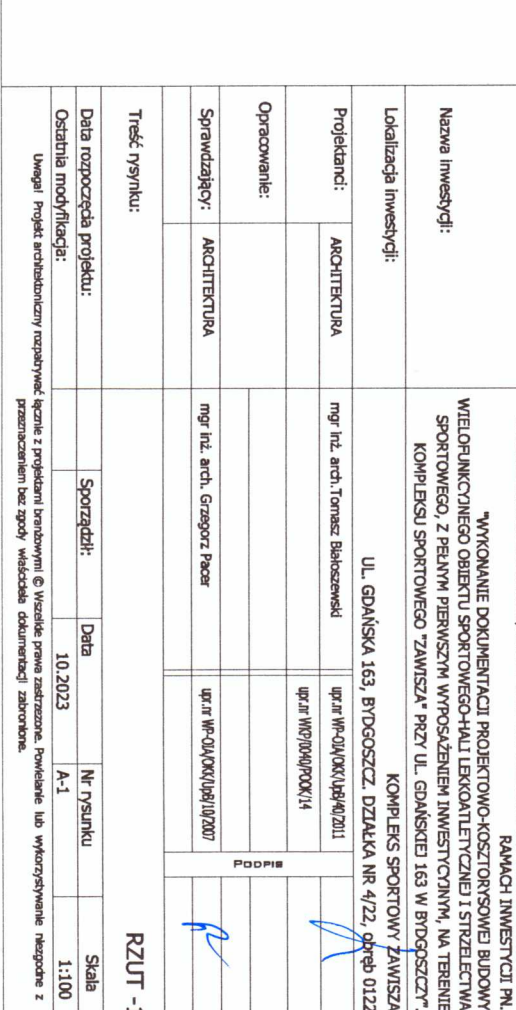 RAMACH INWESTYCJI PN.
Nazwa inwestycji:
"WYKONANIE DOKUMENTACJI PROJEKTOWO-KOSZTORYSOWEJ BUDOWY
WIELOFUNKCYJNEGO OBIEKTU SPORTOWEGO-HALI LEKKOATLETYCZNEJ I STRZELECTWA
SPORTOWEGO, Z PEŁNYM PIERWSZYM WYPOSAŻENIEM INWESTYCYJNYM, NA TERENIE
KOMPLEKSU SPORTOWEGO "ZAWISZA" PRZY UL. GDAŃSKIEJ 163 W BYDGOSZCZY".
Lokalizacja inwestycji:
KOMPLEKS SPORTOWY ZAWISZA
UL. GDAŃSKA 163, BYDGOSZCZ. DZIAŁKA NR 4/22, obręb 0122
Projektanci: ARCHITEKTURA mgr inż. arch.Tomasz Białoszewski upr.nr WP-OIA/OKK/UpB/40/2011
upr.nr WKP/0040/POOK/14
Opracowanie:
PODPIS
Sprawdzający: ARCHITEKTURA mgr inż. arch. Grzegorz Pacer upr.nr WP-OIA/OKK/UpB/10/2007
Treść rysynku: RZUT -
Data rozpoczęcia projektu: Sporządził: Data Nr rysunku Skala
Ostatnia modyfikacja: 10.2023 A-1 1:100
Uwaga! Projekt architektoniczny rozpatrywać łącznie z projektami branżowymi © Wszelkie prawa zastrzeżone. Powielanie lub wykorzystywanie niezgodne z
przeznaczeniem bez zgody właściciela dokumentacji zabronione.